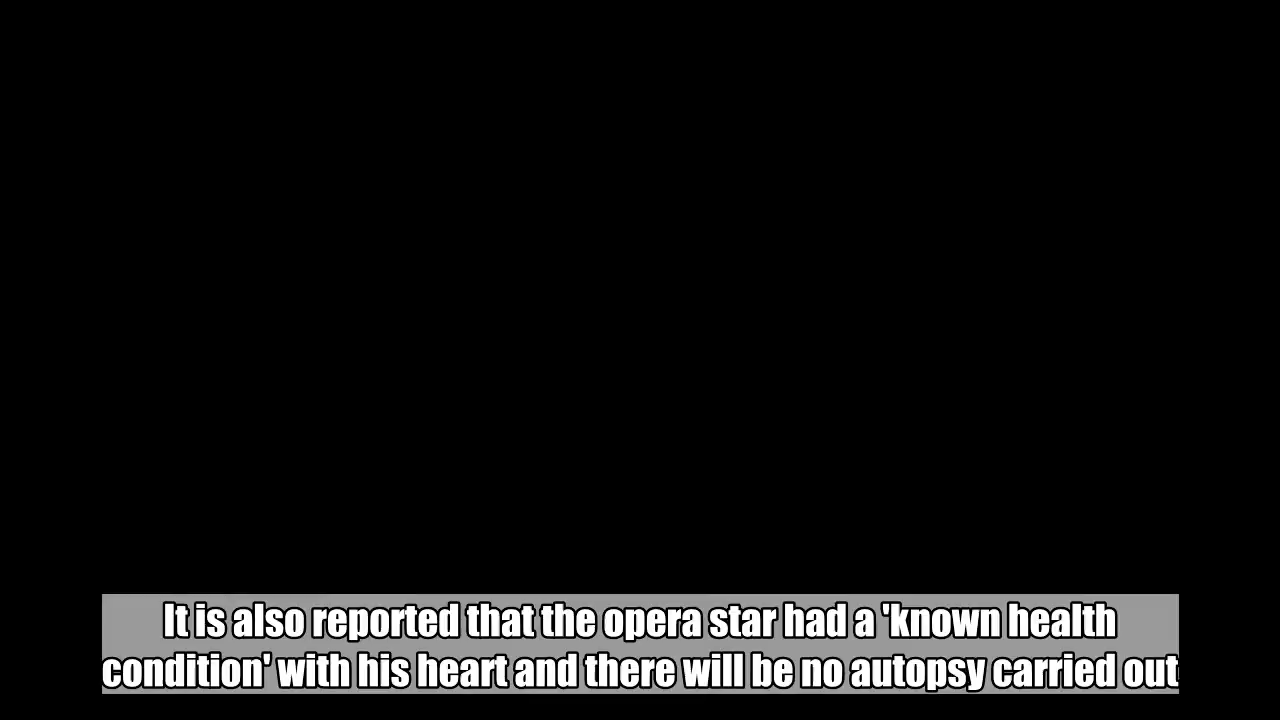 It is also reported that the opera star had a 'known health
condition' with his heart and there will be no autopsy carried out